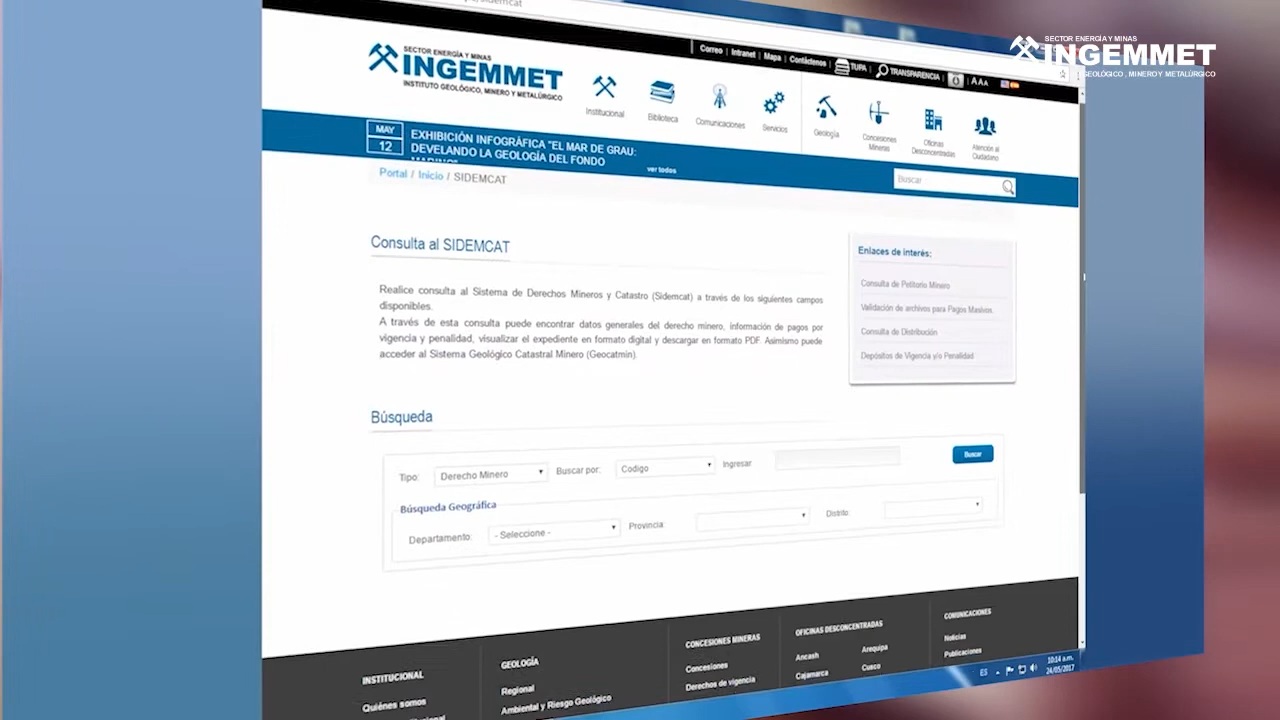 SECTOR ENERGÍA Y MINAS
INGEMMET
GEOLÓGICO, MINERO Y METALÚRGICO
SECTOR ENERGÍA Y MINAS
INGEMMET
INSTITUTO GEOLÓGICO, MINERO Y METALÚRGICO
Correo | Intranet | Mapa | Contáctenos | TUPA | TRANSPARENCIA | A A A
Institucional
Biblioteca
Comunicaciones
Servicios
Geología
Concesiones Mineras
Oficinas Desconcentradas
Atención al Ciudadano
MAY
12
EXHIBICIÓN INFOGRÁFICA "EL MAR DE GRAU:
DEVELANDO LA GEOLOGÍA DEL FONDO
ver todos
Buscar
Portal / Inicio / SIDEMCAT
Consulta al SIDEMCAT
Realice consulta al Sistema de Derechos Mineros y Catastro (Sidemcat) a través de los siguientes campos
disponibles.
A través de esta consulta puede encontrar datos generales del derecho minero, información de pagos por
vigencia y penalidad, visualizar el expediente en formato digital y descargar en formato PDF. Asimismo puede
acceder al Sistema Geológico Catastral Minero (Geocatmin).
Enlaces de interés:
Consulta de Petitorio Minero
Validación de archivos para Pagos Masivos.
Consulta de Distribución
Depósitos de Vigencia y/o Penalidad
Búsqueda
Tipo: Derecho Minero Buscar por: Codigo Ingresar Buscar
Búsqueda Geográfica
Departamento: - Seleccione - Provincia: Distrito:
INSTITUCIONAL
Quiénes somos
GEOLOGÍA
Regional
Ambiental y Riesgo Geológico
CONCESIONES MINERAS
Concesiones
Derechos de vigencia
OFICINAS DESCONCENTRADAS
Ancash Arequipa
Cajamarca Cusco
COMUNICACIONES
Noticias
Publicaciones
ES
10:14 a.m.
24/05/2017